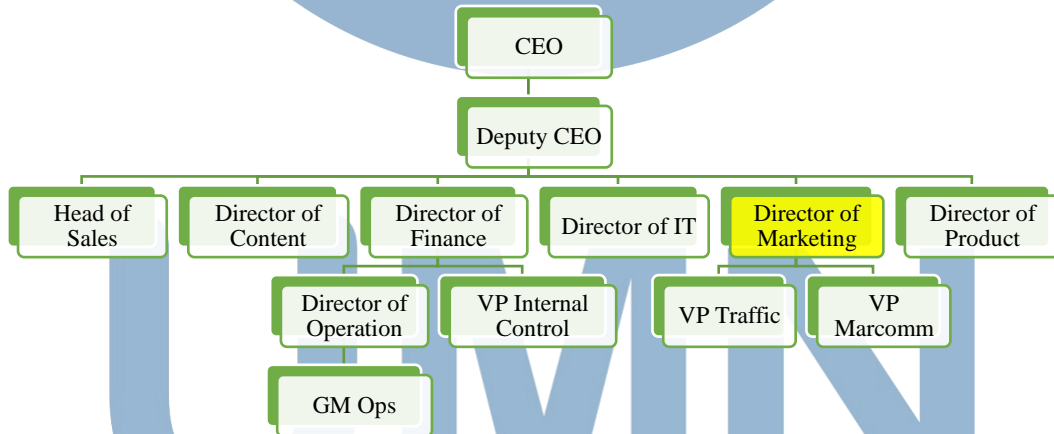 CEO
Deputy CEO
Head of
Sales
Director of
Content
Director of
Finance
Director of IT
Director of
Marketing
Director of
Product
Director of
Operation
VP Internal
Control
VP Traffic
VP
Marcomm
GM Ops
UMN